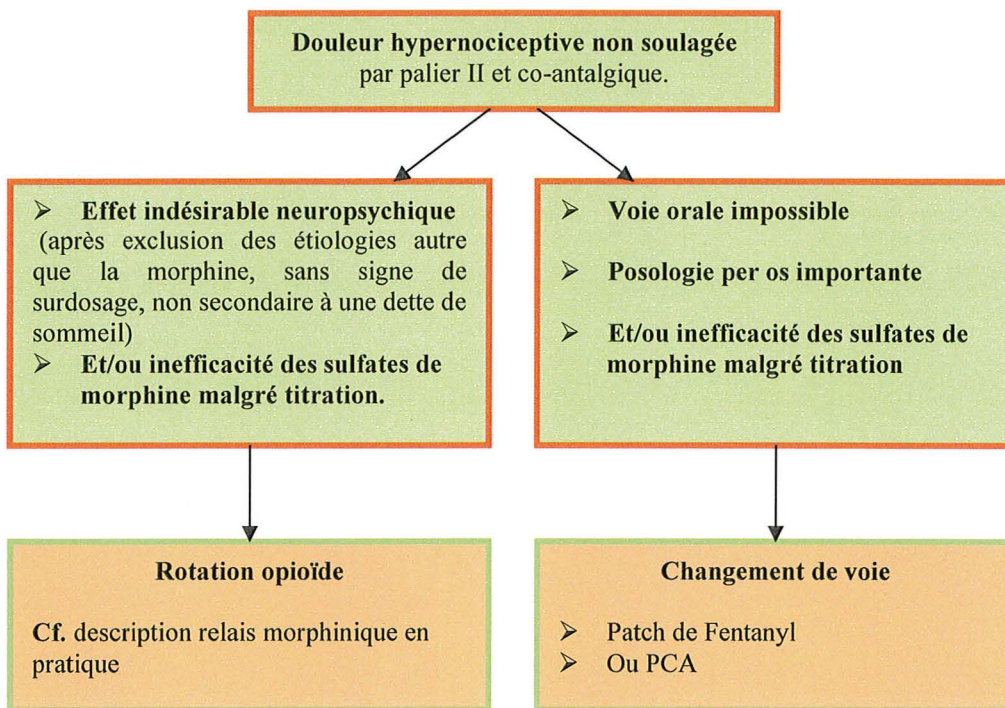 Douleur hypernociceptive non soulagée
par palier II et co-antalgique.
➢ Effet indésirable neuropsychique
(après exclusion des étiologies autre
que la morphine, sans signe de
surdosage, non secondaire à une dette de
sommeil)
➢ Et/ou inefficacité des sulfates de
morphine malgré titration.
➢ Voie orale impossible
➢ Posologie per os importante
➢ Et/ou inefficacité des sulfates de
morphine malgré titration
Rotation opioïde
Cf. description relais morphinique en
pratique
Changement de voie
➢ Patch de Fentanyl
➢ Ou PCA